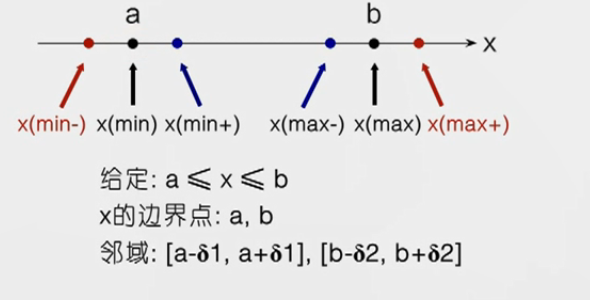 a b
x
x(min-) x(min) x(min+) x(max-) x(max) x(max+)
给定: a ⩽ x ⩽ b
x的边界点: a, b
邻域: [a-δ1, a+δ1], [b-δ2, b+δ2]